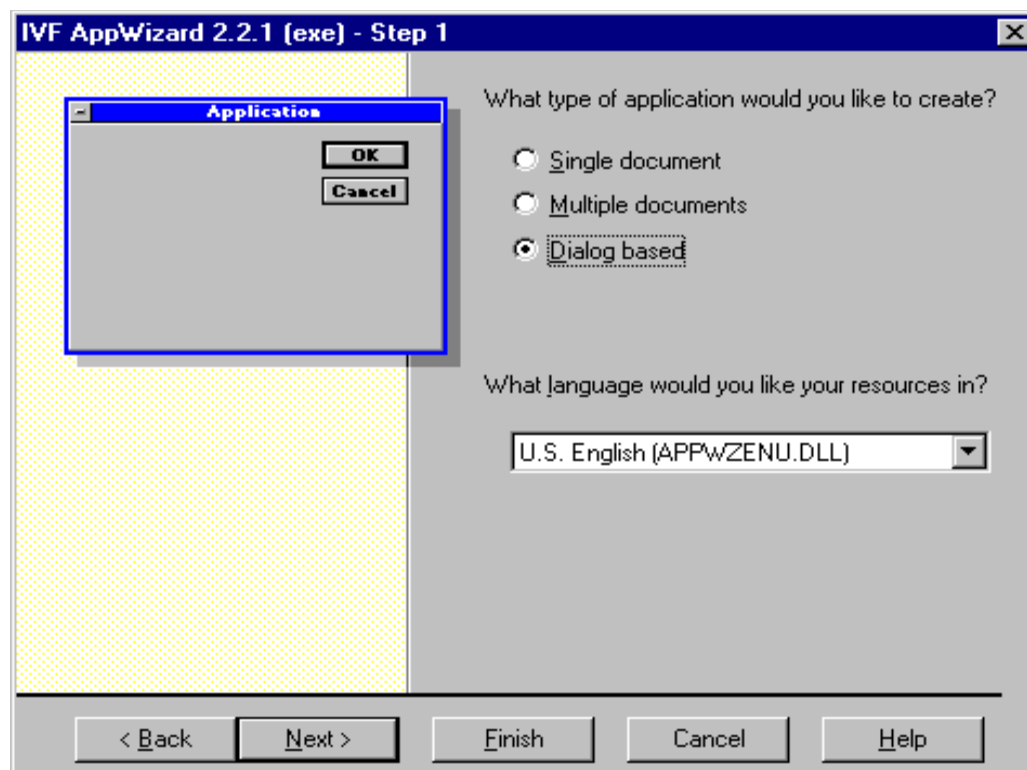 IVF AppWizard 2.2.1 (exe) - Step 1
Application
OK
Cancel
What type of application would you like to create?
Single document
Multiple documents
Dialog based
What language would you like your resources in?
U.S. English (APPWZENU.DLL)
< Back Next > Finish Cancel Help